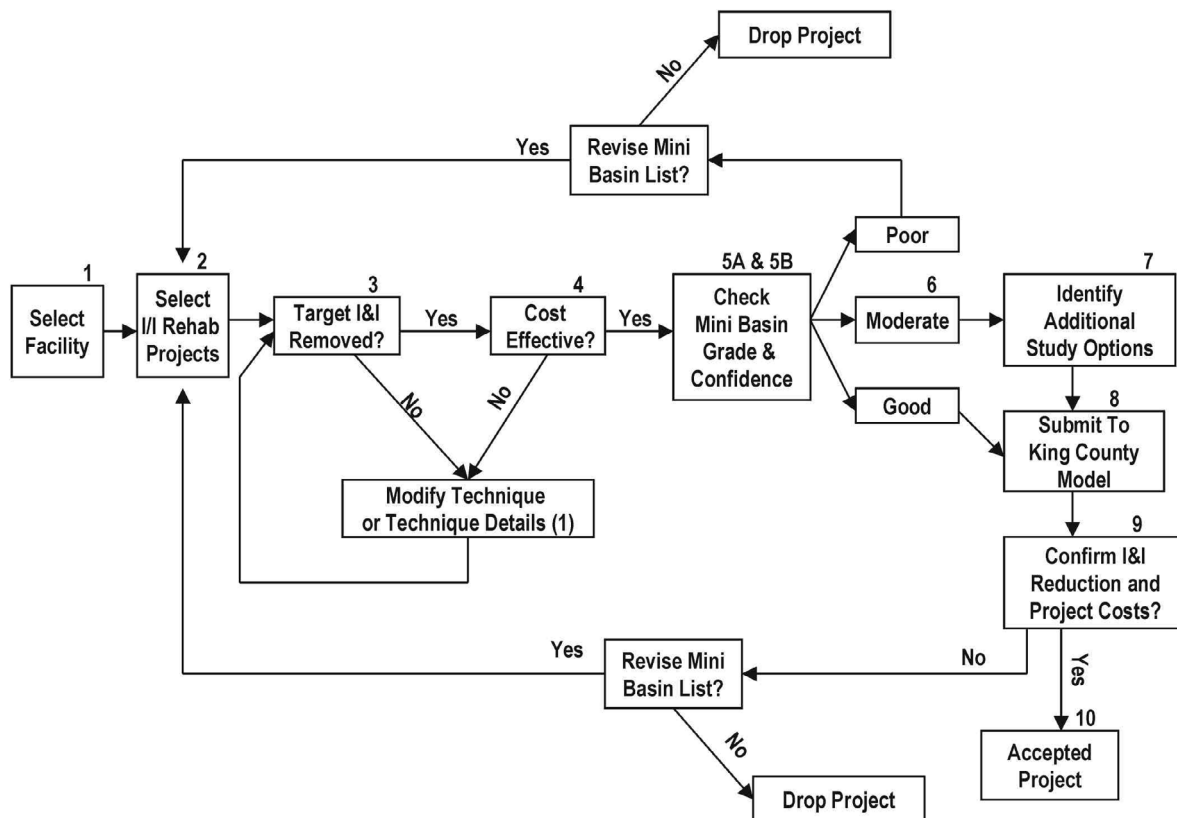 Drop Project
No
Revise Mini
Basin List?
Yes
Poor
1
Select
Facility
2
Select
I/I Rehab
Projects
3
Target I&I
Removed?
Yes
4
Cost
Effective?
Yes
5A & 5B
Check
Mini Basin
Grade &
Confidence
6
Moderate
7
Identify
Additional
Study Options
Good
No
No
8
Submit To
King County
Model
Modify Technique
or Technique Details (1)
9
Confirm I&I
Reduction and
Project Costs?
Yes
Revise Mini
Basin List?
No
Yes
No
10
Accepted
Project
Drop Project